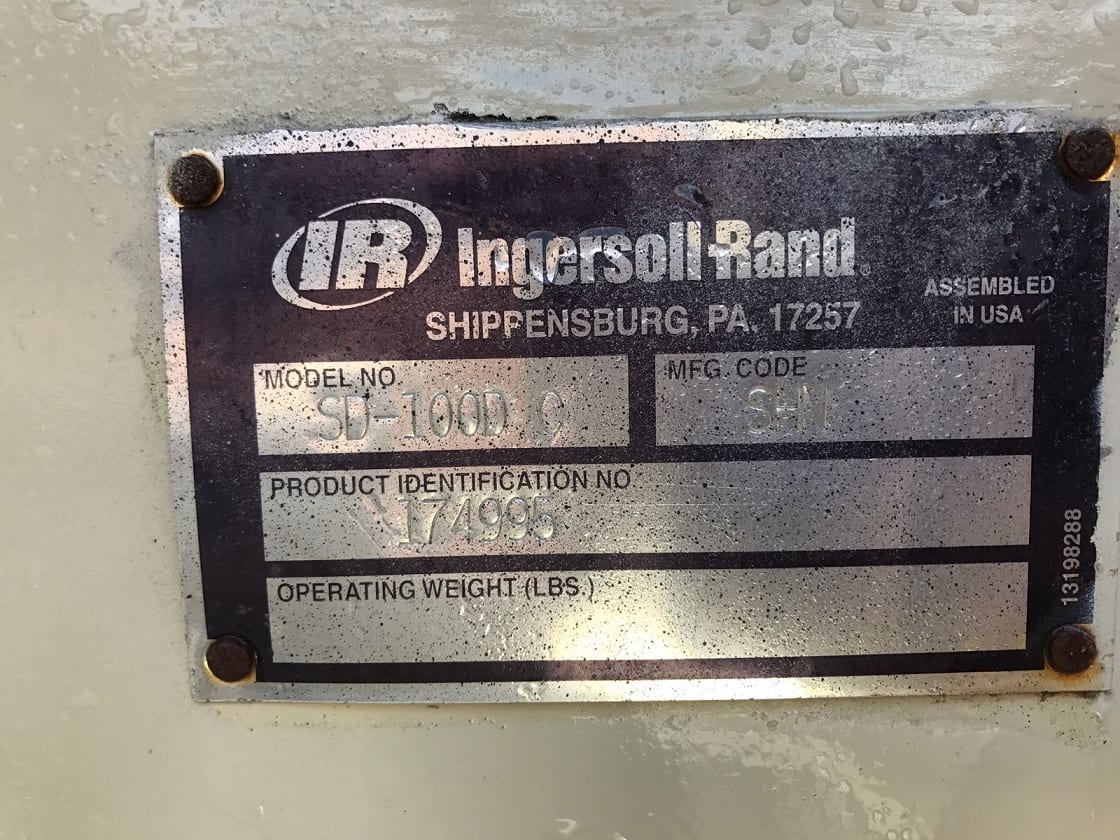 IR Ingersoll-Rand®
SHIPPENSBURG, PA. 17257
ASSEMBLED
IN USA
MODEL NO
SD-100D C
MFG. CODE
SHN
PRODUCT IDENTIFICATION NO
174995
OPERATING WEIGHT (LBS.)
13198288